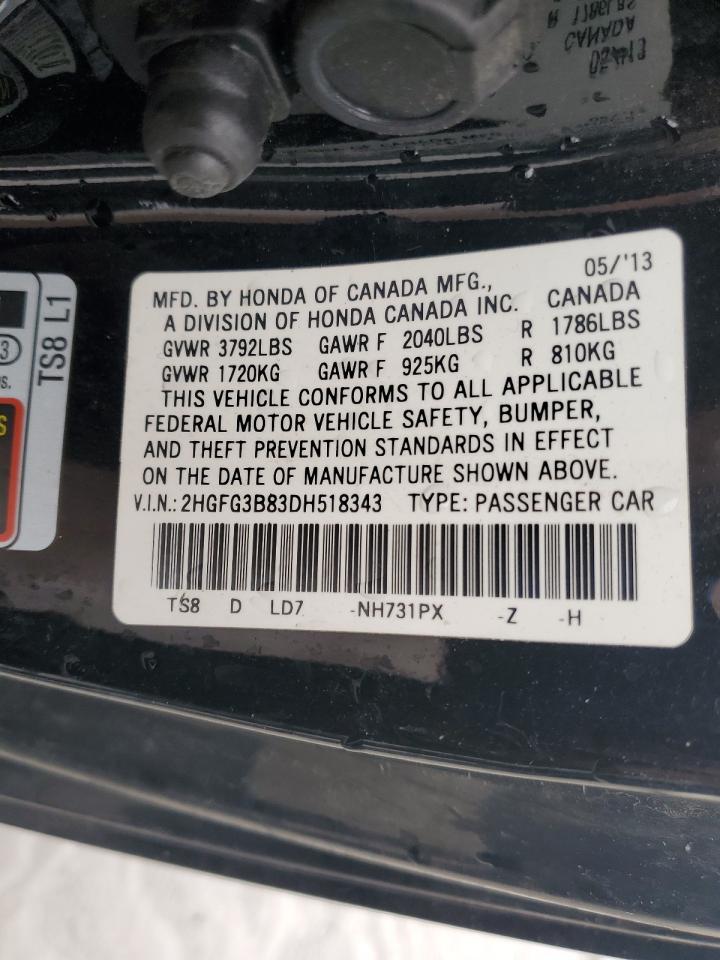 R 1786LBS
CANADA
05/'13
MFD. BY HONDA OF CANADA MFG., 05/'13
A DIVISION OF HONDA CANADA INC. CANADA
GVWR 3792LBS GAWR F 2040LBS R 1786LBS
GVWR 1720KG GAWR F 925KG R 810KG
THIS VEHICLE CONFORMS TO ALL APPLICABLE
FEDERAL MOTOR VEHICLE SAFETY, BUMPER,
AND THEFT PREVENTION STANDARDS IN EFFECT
ON THE DATE OF MANUFACTURE SHOWN ABOVE.
V.I.N.: 2HGFG3B83DH518343 TYPE: PASSENGER CAR
TS8 D LD7 -NH731PX -Z -H
TS8 L1